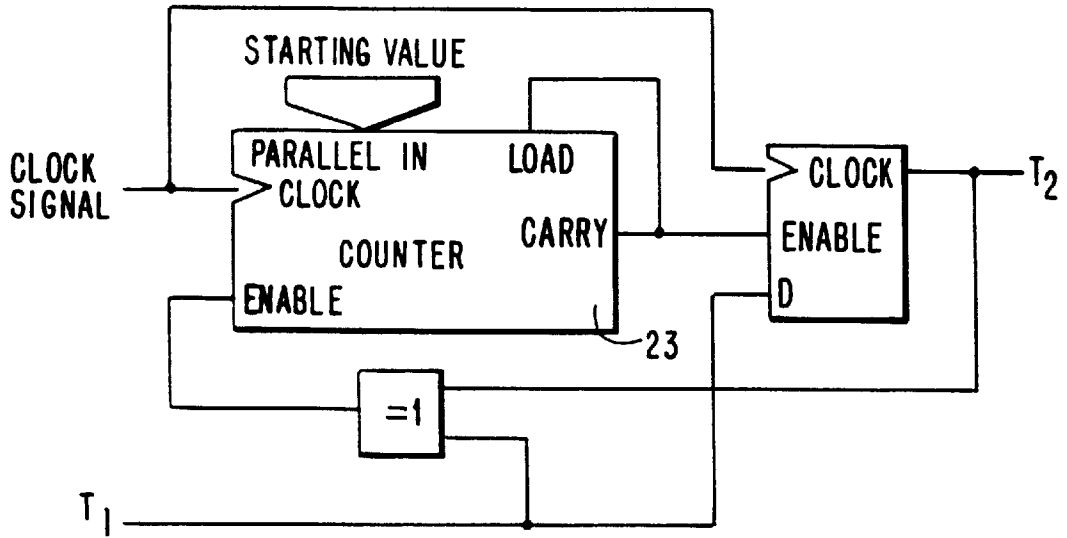 STARTING VALUE
CLOCK
SIGNAL
PARALLEL IN
LOAD
CLOCK
COUNTER
CARRY
ENABLE
23
CLOCK
ENABLE
D
T2
=1
T1